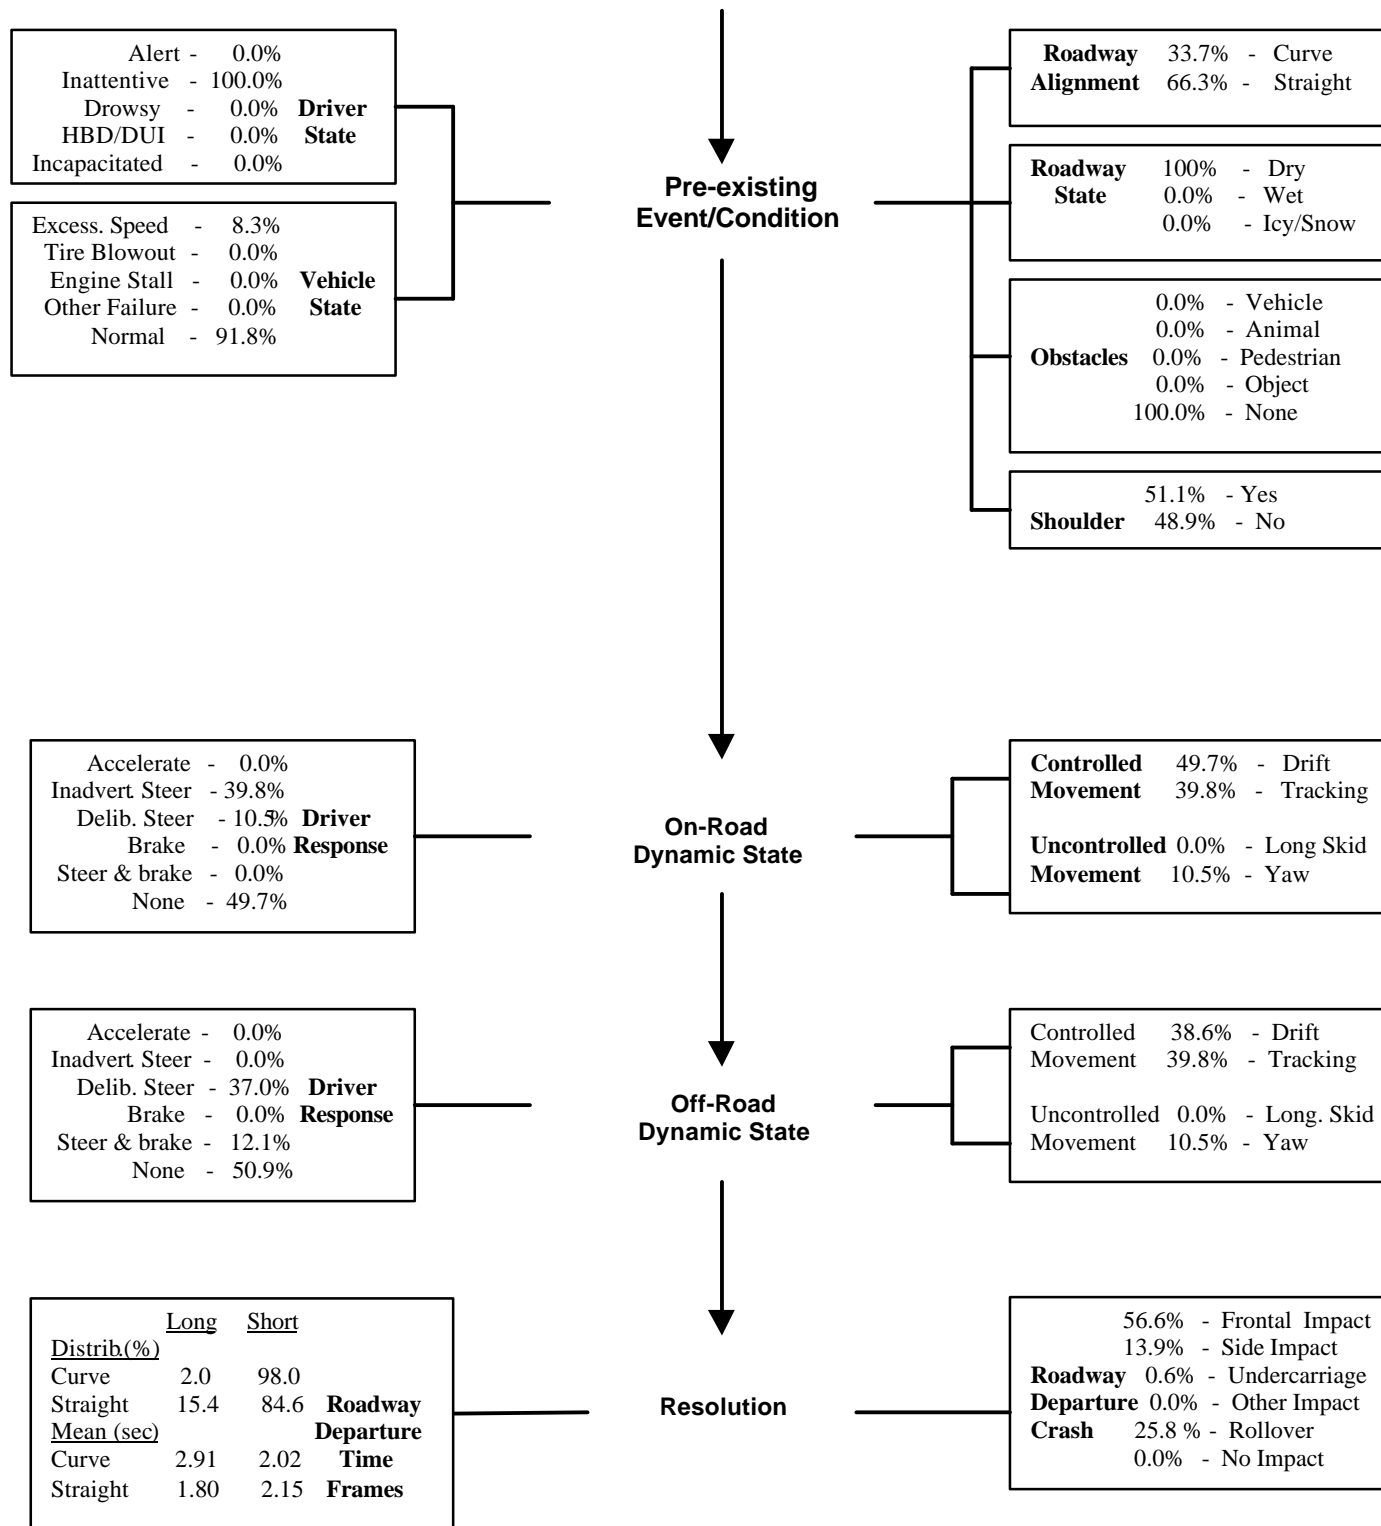 Alert - 0.0%
Inattentive - 100.0%
Drowsy - 0.0% Driver
HBD/DUI - 0.0% State
Incapacitated - 0.0%
Excess. Speed - 8.3%
Tire Blowout - 0.0%
Engine Stall - 0.0% Vehicle
Other Failure - 0.0% State
Normal - 91.8%
Pre-existing
Event/Condition
Roadway 33.7% - Curve
Alignment 66.3% - Straight
Roadway 100% - Dry
State 0.0% - Wet
0.0% - Icy/Snow
0.0% - Vehicle
0.0% - Animal
Obstacles 0.0% - Pedestrian
0.0% - Object
100.0% - None
51.1% - Yes
Shoulder 48.9% - No
Accelerate - 0.0%
Inadvert. Steer - 39.8%
Delib. Steer - 10.5% Driver
Brake - 0.0% Response
Steer & brake - 0.0%
None - 49.7%
On-Road
Dynamic State
Controlled 49.7% - Drift
Movement 39.8% - Tracking
Uncontrolled 0.0% - Long Skid
Movement 10.5% - Yaw
Accelerate - 0.0%
Inadvert. Steer - 0.0%
Delib. Steer - 37.0% Driver
Brake - 0.0% Response
Steer & brake - 12.1%
None - 50.9%
Off-Road
Dynamic State
Controlled 38.6% - Drift
Movement 39.8% - Tracking
Uncontrolled 0.0% - Long. Skid
Movement 10.5% - Yaw
Long Short
Distrib.(%)
Curve 2.0 98.0
Straight 15.4 84.6 Roadway
Mean (sec) Departure
Curve 2.91 2.02 Time
Straight 1.80 2.15 Frames
Resolution
56.6% - Frontal Impact
13.9% - Side Impact
Roadway 0.6% - Undercarriage
Departure 0.0% - Other Impact
Crash 25.8 % - Rollover
0.0% - No Impact